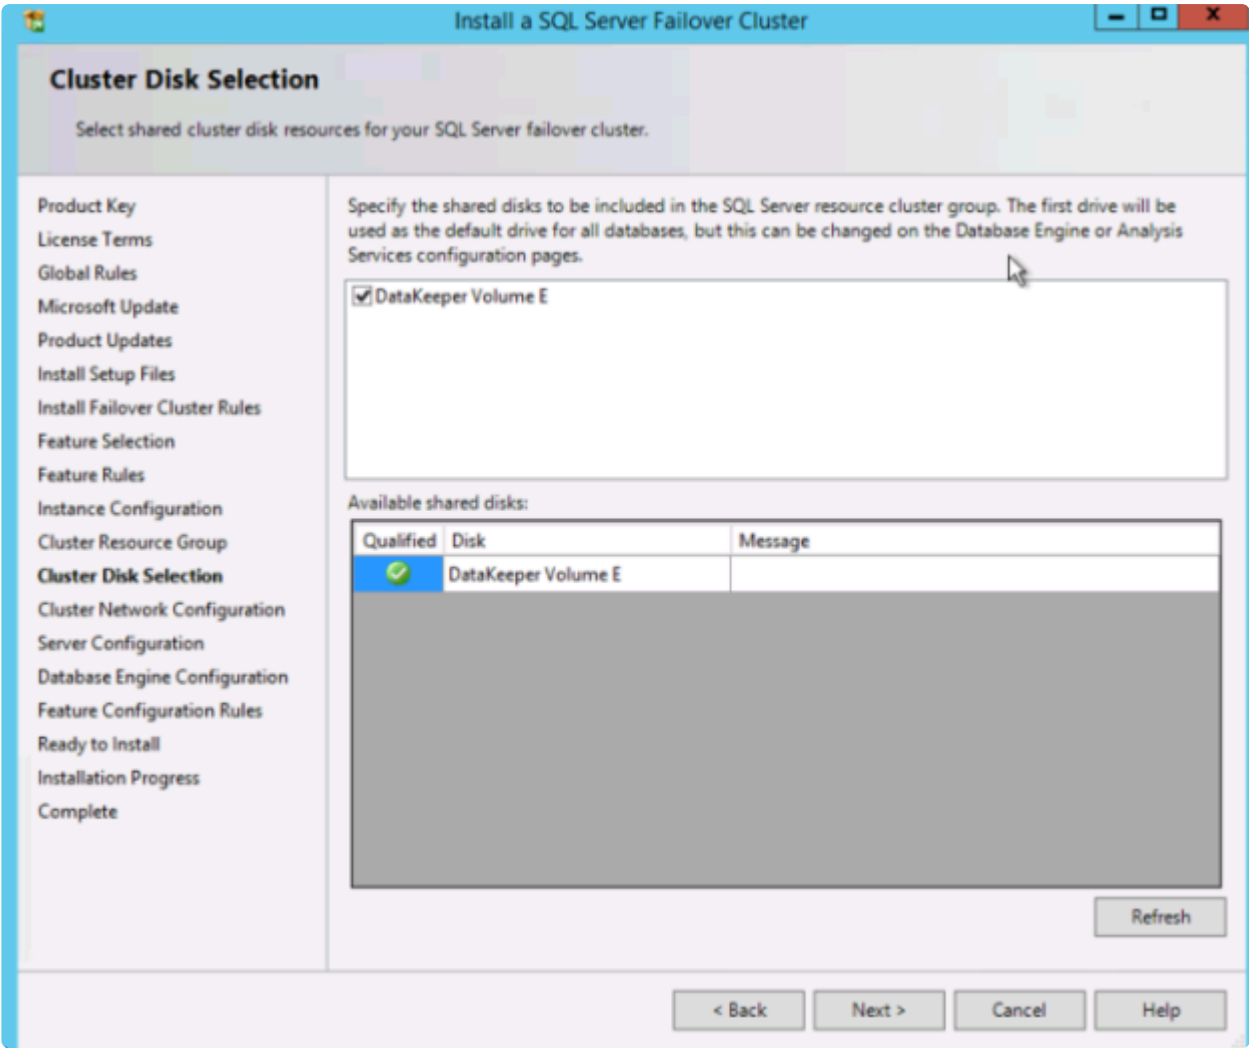 Install a SQL Server Failover Cluster
Cluster Disk Selection
Select shared cluster disk resources for your SQL Server failover cluster.
Product Key
License Terms
Global Rules
Microsoft Update
Product Updates
Install Setup Files
Install Failover Cluster Rules
Feature Selection
Feature Rules
Instance Configuration
Cluster Resource Group
Cluster Disk Selection
Cluster Network Configuration
Server Configuration
Database Engine Configuration
Feature Configuration Rules
Ready to Install
Installation Progress
Complete
Specify the shared disks to be included in the SQL Server resource cluster group. The first drive will be
used as the default drive for all databases, but this can be changed on the Database Engine or Analysis
Services configuration pages.
DataKeeper Volume E
Available shared disks:
Qualified Disk Message
DataKeeper Volume E
Refresh
< Back Next > Cancel Help